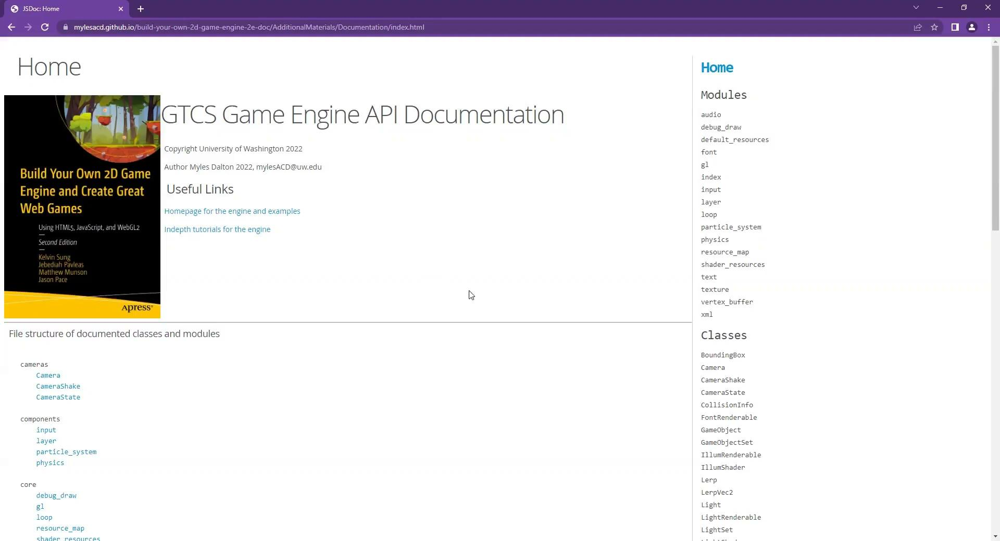 JSDoc: Home
mylesacd.github.io/build-your-own-2d-game-engine-2e-doc/AdditionalMaterials/Documentation/index.html
Home
Build Your Own 2D Game
Engine and Create Great
Web Games
Using HTML5, JavaScript, and WebGL2
Second Edition
Kelvin Sung
Jebediah Pavleas
Matthew Munson
Jason Pace
Apress®
GTCS Game Engine API Documentation
Copyright University of Washington 2022
Author Myles Dalton 2022, mylesACD@uw.edu
Useful Links
Homepage for the engine and examples
Indepth tutorials for the engine
File structure of documented classes and modules
cameras
Camera
CameraShake
CameraState
components
input
layer
particle_system
physics
core
debug_draw
gl
loop
resource_map
shader_resources
Home
Modules
audio
debug_draw
default_resources
font
gl
index
input
layer
loop
particle_system
physics
resource_map
shader_resources
text
texture
vertex_buffer
xml
Classes
BoundingBox
Camera
CameraShake
CameraState
CollisionInfo
FontRenderable
GameObject
GameObjectSet
IllumRenderable
IllumShader
Lerp
LerpVec2
Light
LightRenderable
LightSet